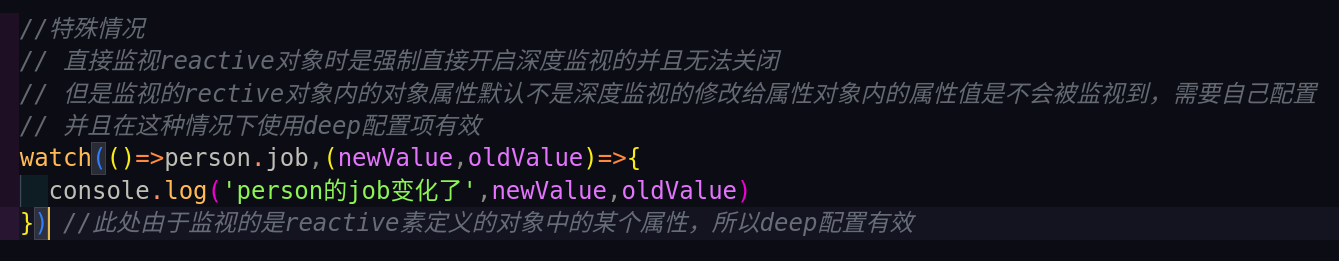 //特殊情况
// 直接监视reactive对象时是强制直接开启深度监视的并且无法关闭
// 但是监视的rective对象内的对象属性默认不是深度监视的修改给属性对象内的属性值是不会被监视到，需要自己配置
// 并且在这种情况下使用deep配置项有效
watch(()=>person.job,(newValue,oldValue)=>{
  console.log('person的job变化了',newValue,oldValue)
}) //此处由于监视的是reactive素定义的对象中的某个属性，所以deep配置有效